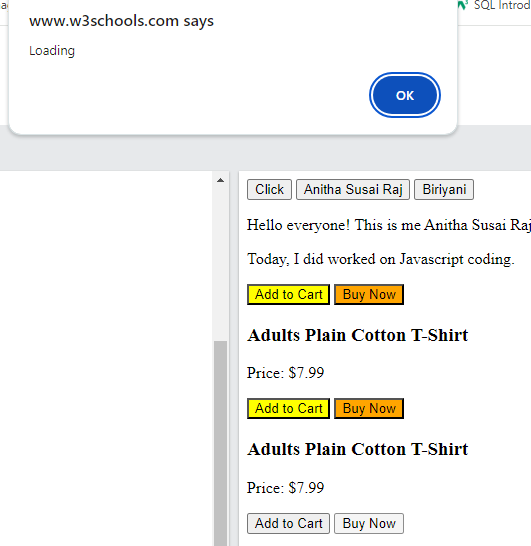 SQL Introd
www.w3schools.com says
Loading
OK
Click Anitha Susai Raj Biriyani
Hello everyone! This is me Anitha Susai Raj
Today, I did worked on Javascript coding.
Add to Cart Buy Now
Adults Plain Cotton T-Shirt
Price: $7.99
Add to Cart Buy Now
Adults Plain Cotton T-Shirt
Price: $7.99
Add to Cart Buy Now